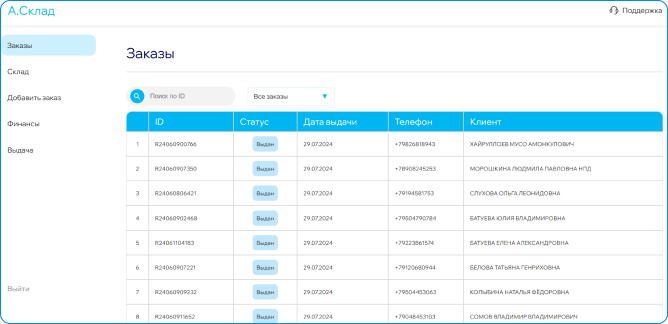 А.Склад
Поддержка
Заказы
Склад
Добавить заказ
Финансы
Выдача
Выйти
Заказы
Поиск по ID
Все заказы
ID Статус Дата выдачи Телефон Клиент
1 R24060900766 Выдан 29.07.2024 +79826818943 ХАЙРУЛЛОЕВ МУСО АМОНКУЛОВИЧ
2 R24060907350 Выдан 29.07.2024 +78908245253 МОРОШКИНА ЛЮДМИЛА ПАВЛОВНА НПД
3 R24060806421 Выдан 29.07.2024 +79194581753 СЛУХОВА ОЛЬГА ЛЕОНИДОВНА
4 R24060902468 Выдан 29.07.2024 +79504790784 БАТУЕВА ЮЛИЯ ВЛАДИМИРОВНА
5 R24061104183 Выдан 29.07.2024 +79223861574 БАТУЕВА ЕЛЕНА АЛЕКСАНДРОВНА
6 R24060907221 Выдан 29.07.2024 +79120680944 БЕЛОВА ТАТЬЯНА ГЕНРИХОВНА
7 R24060909232 Выдан 29.07.2024 +79504453063 КОЛЫБИНА НАТАЛЬЯ ФЁДОРОВНА
8 R24060911652 Выдан 29.07.2024 +79048453103 СОМОВ ВЛАДИМИР ВЛАДИМИРОВИЧ